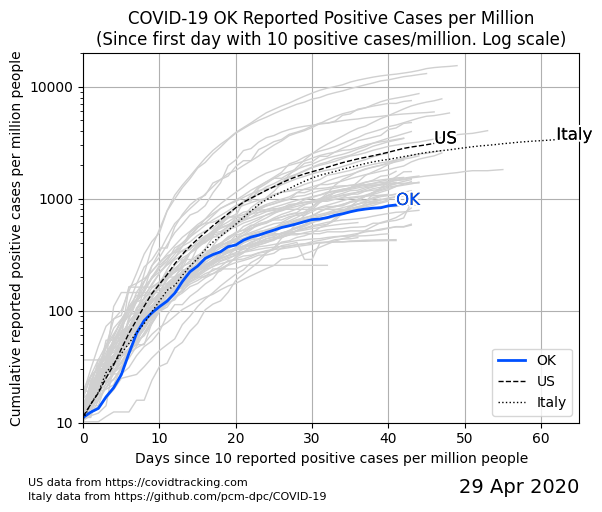 COVID-19 OK Reported Positive Cases per Million
(Since first day with 10 positive cases/million. Log scale)
Cumulative reported positive cases per million people
10000
1000
100
10
US
Italy
OK
OK
US
Italy
0 10 20 30 40 50 60
Days since 10 reported positive cases per million people
US data from https://covidtracking.com
Italy data from https://github.com/pcm-dpc/COVID-19
29 Apr 2020